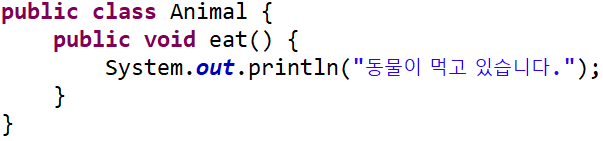 public class Animal {
    public void eat() {
        System.out.println("동물이 먹고 있습니다.");
    }
}